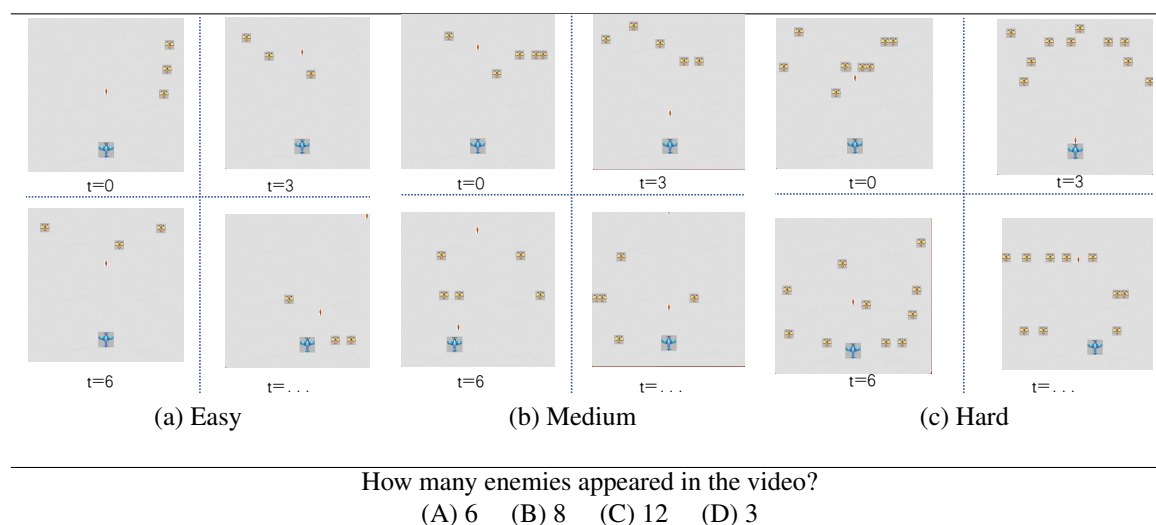 t=0 t=3 t=0 t=3 t=0 t=3
t=6 t=... t=6 t=... t=6 t=...
(a) Easy (b) Medium (c) Hard
How many enemies appeared in the video?
(A) 6 (B) 8 (C) 12 (D) 3